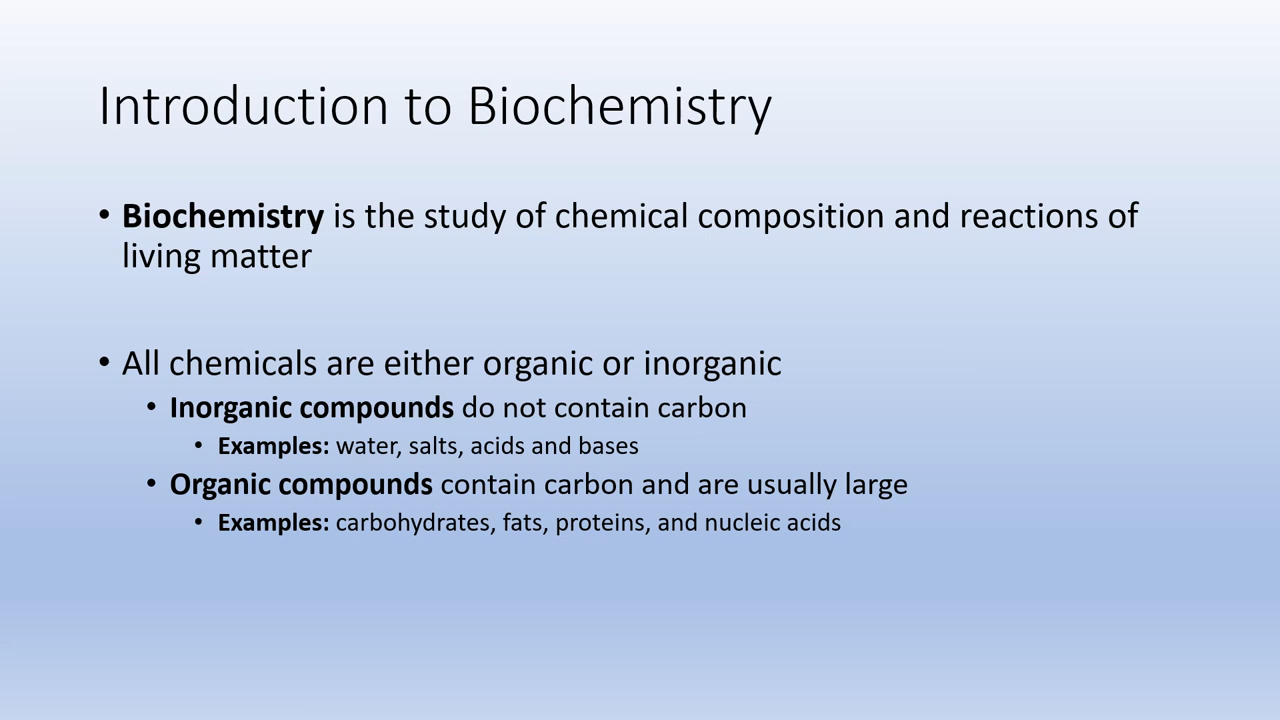 Introduction to Biochemistry
• Biochemistry is the study of chemical composition and reactions of
living matter
• All chemicals are either organic or inorganic
• Inorganic compounds do not contain carbon
• Examples: water, salts, acids and bases
• Organic compounds contain carbon and are usually large
• Examples: carbohydrates, fats, proteins, and nucleic acids